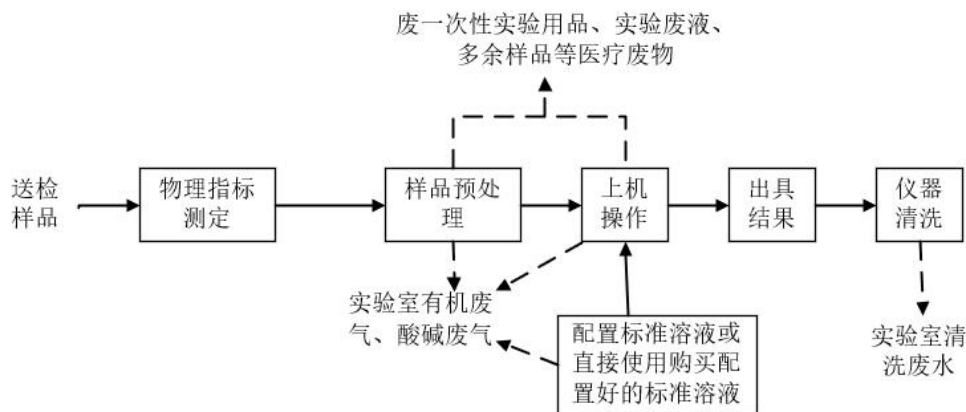 废一次性实验用品、实验废液、
多余样品等医疗废物
送检
样品
物理指标
测定
样品预处
理
上机
操作
出具
结果
仪器
清洗
实验室有机废
气、酸碱废气
配置标准溶液或
直接使用购买配
置好的标准溶液
实验室清
洗废水